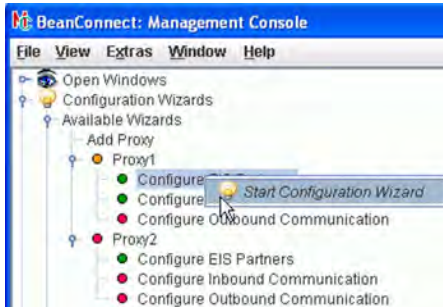 BeanConnect: Management Console
File View Extras Window Help
Open Windows
Configuration Wizards
Available Wizards
Add Proxy
Proxy1
Configure
Start Configuration Wizard
Configure
Configure Outbound Communication
Proxy2
Configure EIS Partners
Configure Inbound Communication
Configure Outbound Communication